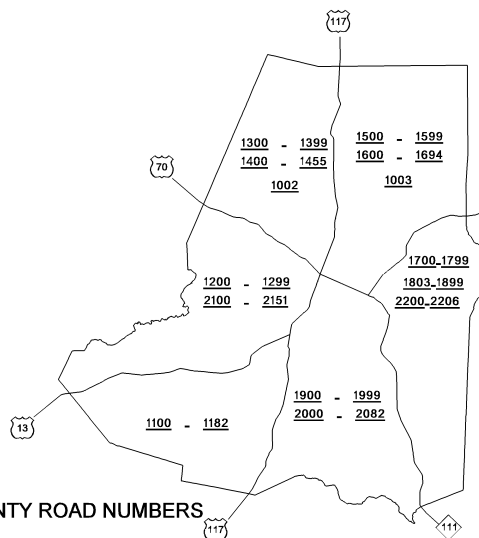 117
1300 - 1399
1400 - 1455
1002
1500 - 1599
1600 - 1694
1003
70
1700-1799
1803-1899
2200-2206
1200 - 1299
2100 - 2151
1900 - 1999
2000 - 2082
1100 - 1182
13
NTY ROAD NUMBERS
117
111